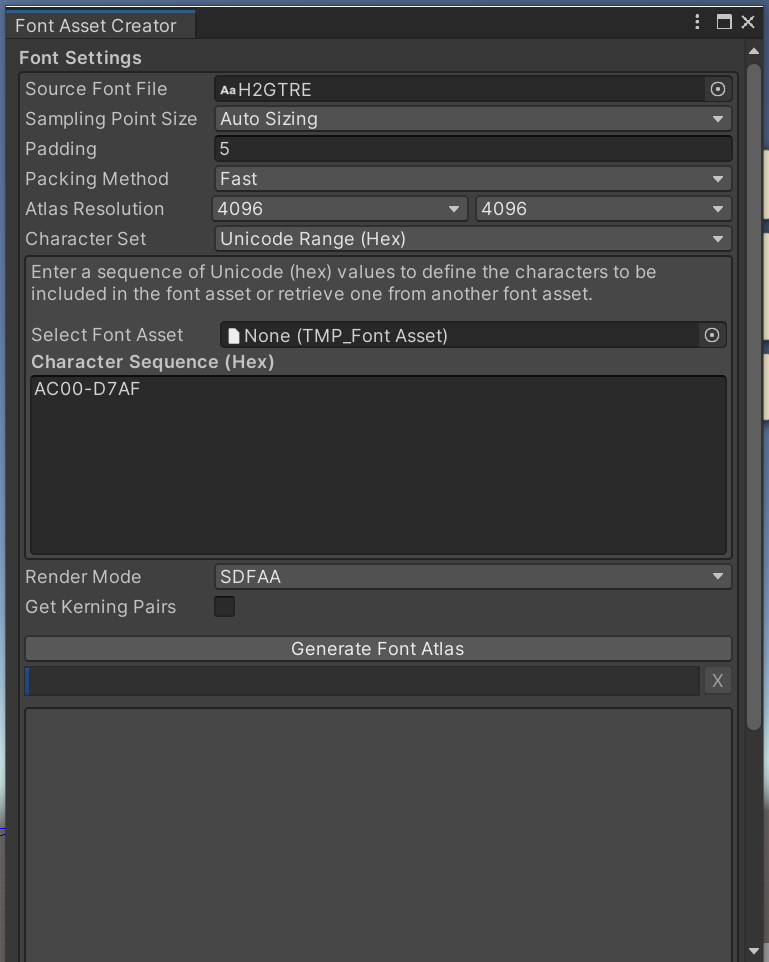 Font Asset Creator
Font Settings
Source Font File
Aa H2GTRE
Sampling Point Size
Auto Sizing
Padding
5
Packing Method
Fast
Atlas Resolution
4096
4096
Character Set
Unicode Range (Hex)
Enter a sequence of Unicode (hex) values to define the characters to be
included in the font asset or retrieve one from another font asset.
Select Font Asset
None (TMP_Font Asset)
Character Sequence (Hex)
AC00-D7AF
Render Mode
SDFAA
Get Kerning Pairs
Generate Font Atlas
X